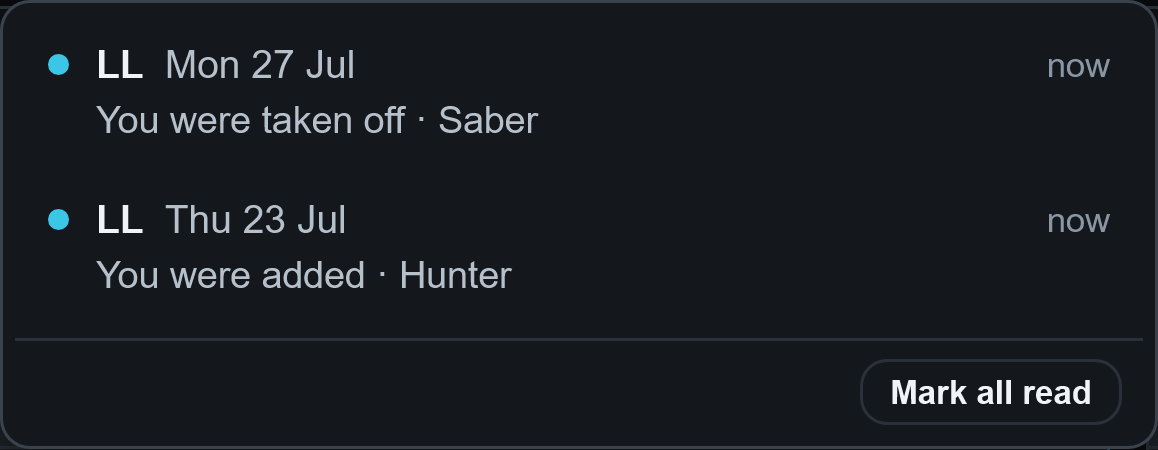 LL Mon 27 Jul now
You were taken off · Saber
LL Thu 23 Jul now
You were added · Hunter
Mark all read